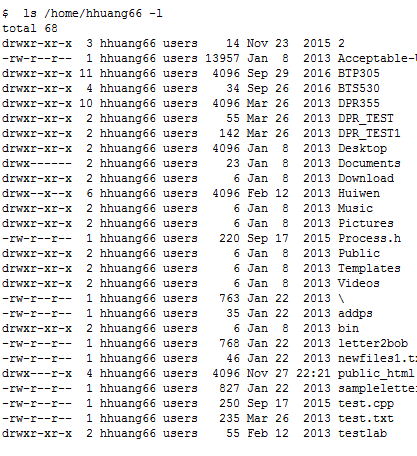 $ ls /home/hhuang66 -l
total 68
drwxr-xr-x 3 hhuang66 users 14 Nov 23 2015 2
-rw-r--r-- 1 hhuang66 users 13957 Jan 8 2013 Acceptable-
drwxr-xr-x 11 hhuang66 users 4096 Sep 29 2016 BTP305
drwxr-xr-x 4 hhuang66 users 34 Sep 26 2016 BTS530
drwxr-xr-x 10 hhuang66 users 4096 Mar 26 2013 DPR355
drwxr-xr-x 2 hhuang66 users 55 Mar 26 2013 DPR_TEST
drwxr-xr-x 2 hhuang66 users 142 Mar 26 2013 DPR_TEST1
drwxr-xr-x 2 hhuang66 users 4096 Jan 8 2013 Desktop
drwx------ 2 hhuang66 users 23 Jan 8 2013 Documents
drwxr-xr-x 2 hhuang66 users 6 Jan 8 2013 Download
drwx--x--x 6 hhuang66 users 4096 Feb 12 2013 Huiwen
drwxr-xr-x 2 hhuang66 users 6 Jan 8 2013 Music
drwxr-xr-x 2 hhuang66 users 6 Jan 8 2013 Pictures
-rw-r--r-- 1 hhuang66 users 220 Sep 17 2015 Process.h
drwxr-xr-x 2 hhuang66 users 6 Jan 8 2013 Public
drwxr-xr-x 2 hhuang66 users 6 Jan 8 2013 Templates
drwxr-xr-x 2 hhuang66 users 6 Jan 8 2013 Videos
-rw-r--r-- 1 hhuang66 users 763 Jan 22 2013 \
-rw-r--r-- 1 hhuang66 users 35 Jan 22 2013 addps
drwxr-xr-x 2 hhuang66 users 6 Jan 8 2013 bin
-rw-r--r-- 1 hhuang66 users 768 Jan 22 2013 letter2bob
-rw-r--r-- 1 hhuang66 users 46 Jan 22 2013 newfiles1.t
drwx---r-x 4 hhuang66 users 4096 Nov 27 22:21 public_html
-rw-r--r-- 1 hhuang66 users 827 Jan 22 2013 sampleletter
-rw-r--r-- 1 hhuang66 users 250 Sep 17 2015 test.cpp
-rw-r--r-- 1 hhuang66 users 235 Mar 26 2013 test.txt
drwxr-xr-x 2 hhuang66 users 55 Feb 12 2013 testlab